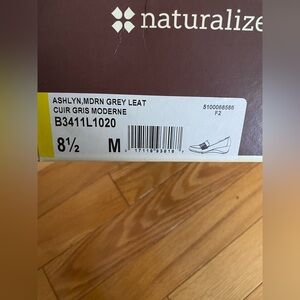 naturalize
ASHLYN,MDRN GREY LEAT
CUIR GRIS MODERNE
B3411L1020
5100068586
F2
8½ M